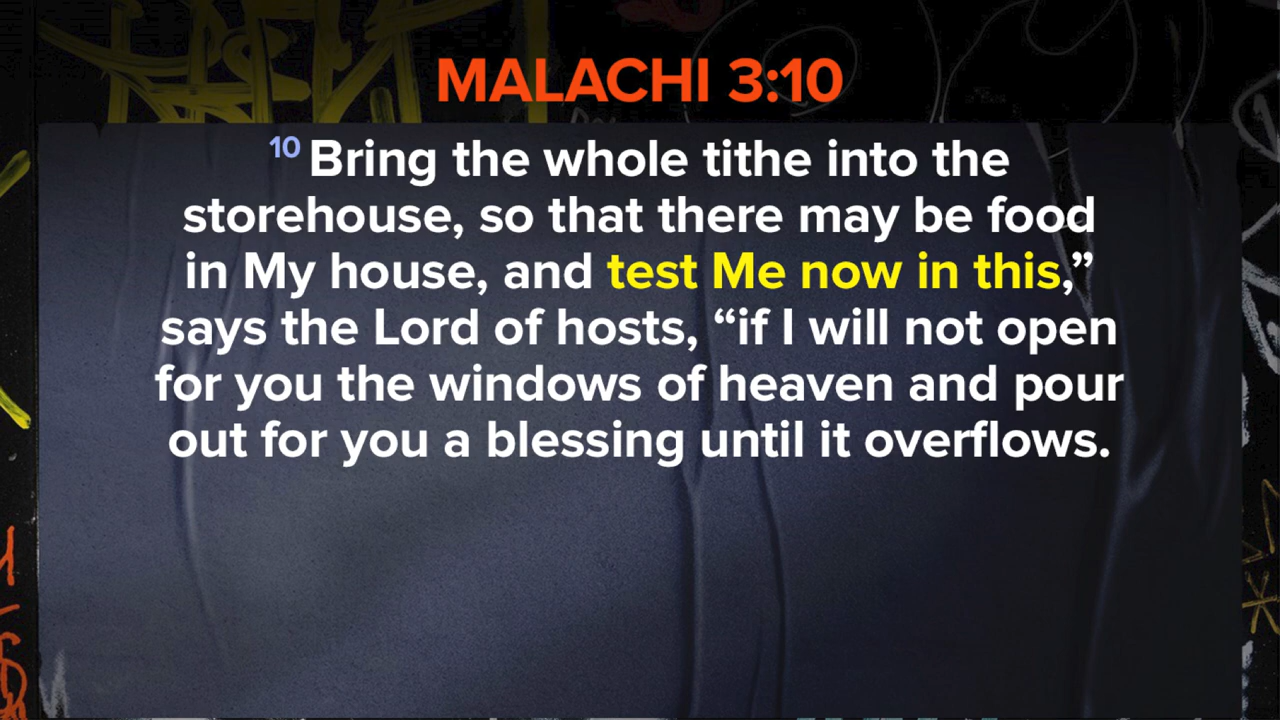 MALACHI 3:10
10 Bring the whole tithe into the
storehouse, so that there may be food
in My house, and test Me now in this,”
says the Lord of hosts, “if I will not open
for you the windows of heaven and pour
out for you a blessing until it overflows.